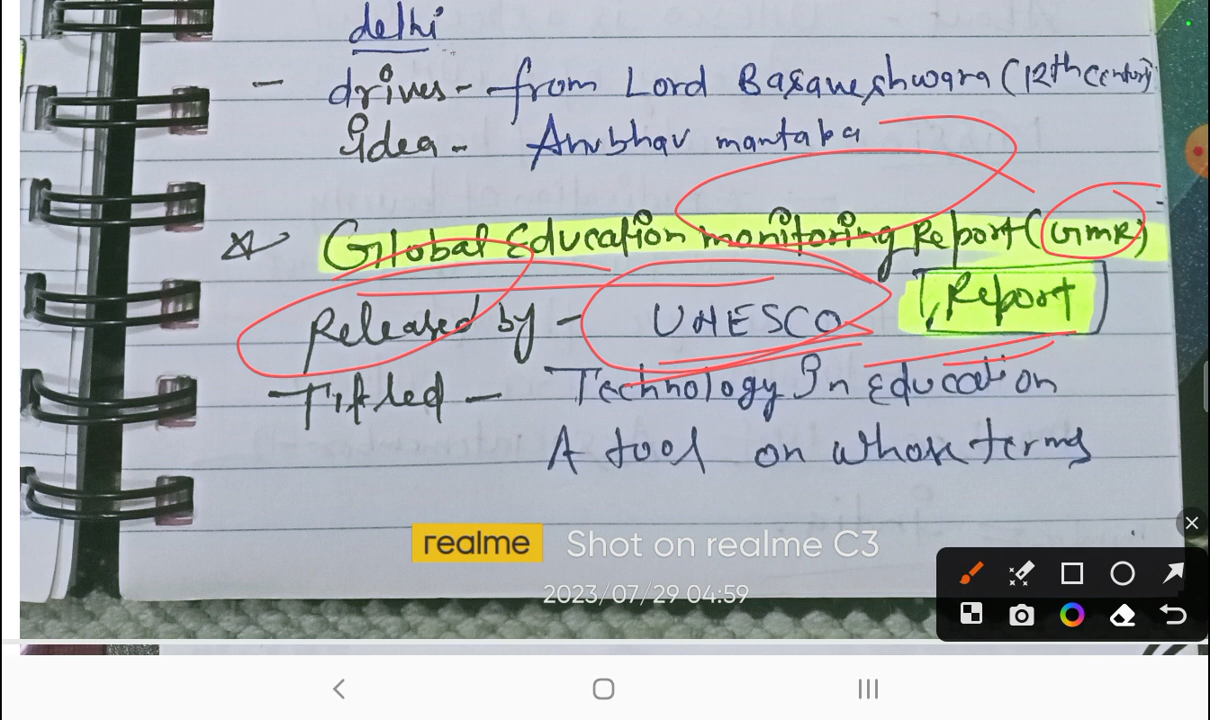 delhi
- drives - from Lord Basaveshwara (12th Century)
Idea - Anubhav mantapa
Global Education monitoring Report (GMR)
Report
Released by - UNESCO
Titled - Technology In Education
A tool on whose terms
realme Shot on realme C3
2023/07/29 04:59